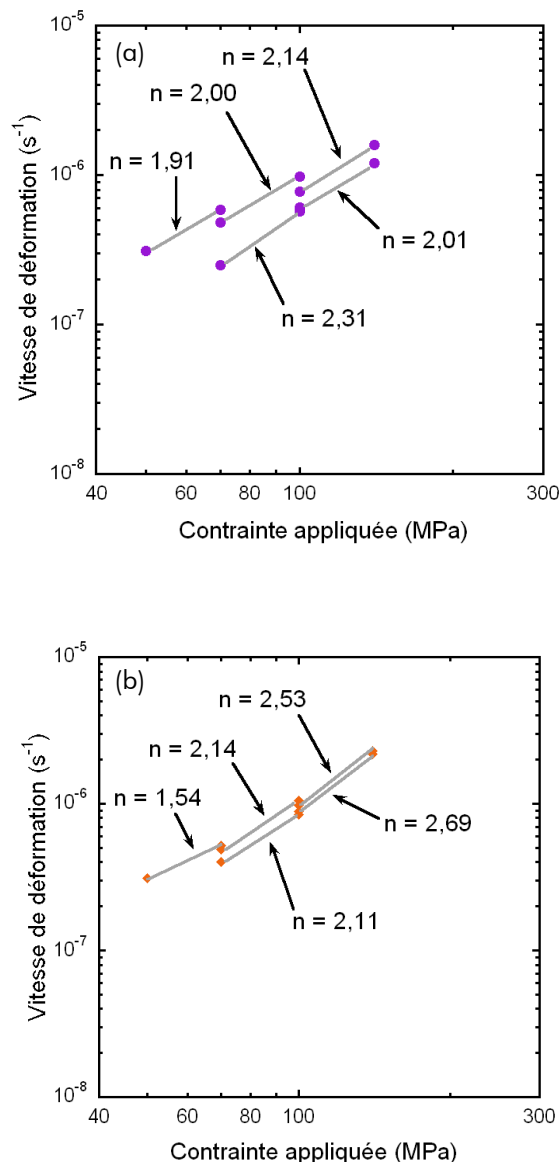 10⁻⁵
(a)
n = 2,14
n = 2,00
n = 1,91
10⁻⁶
n = 2,01
10⁻⁷
n = 2,31
10⁻⁸
Vitesse de déformation (s⁻¹)
40 60 80 100 300
Contrainte appliquée (MPa)
10⁻⁵
(b)
n = 2,53
n = 2,14
n = 1,54
10⁻⁶
n = 2,69
n = 2,11
10⁻⁷
10⁻⁸
Vitesse de déformation (s⁻¹)
40 60 80 100 300
Contrainte appliquée (MPa)